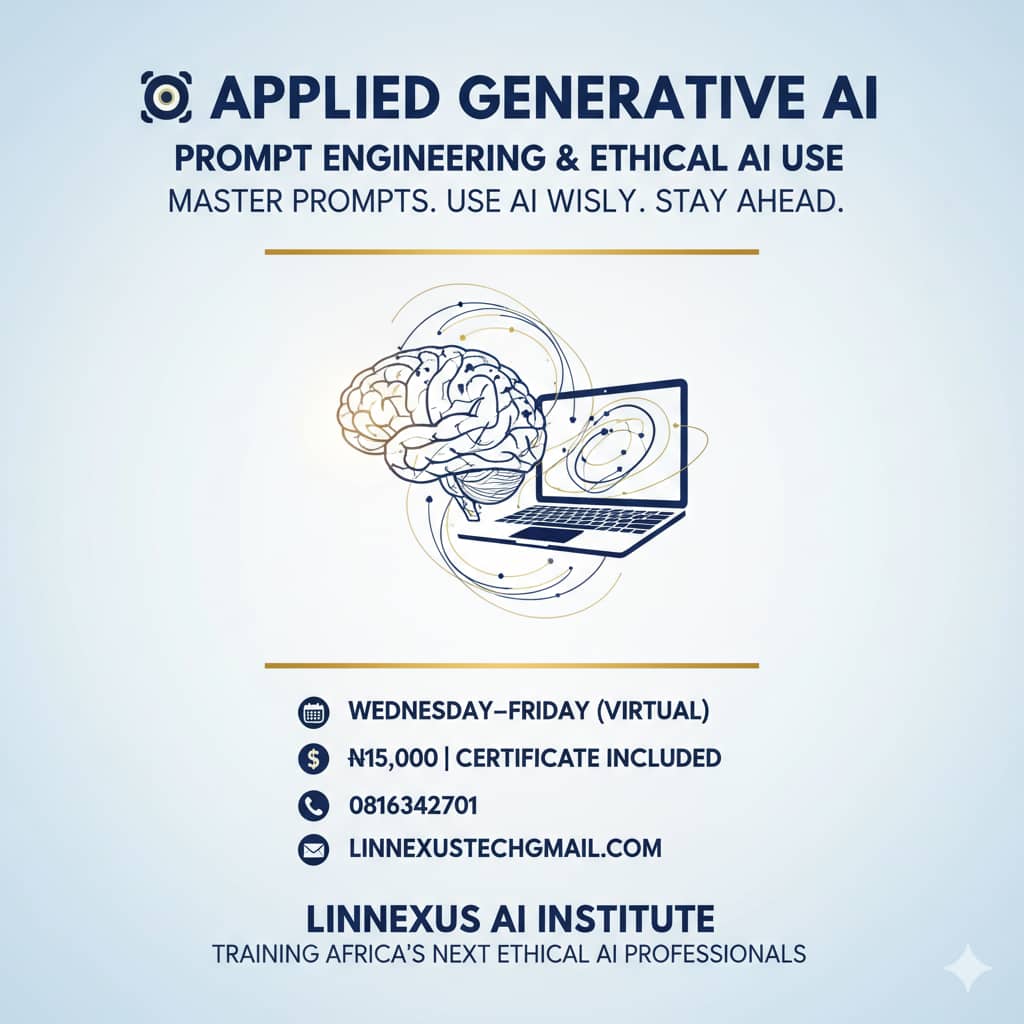 APPLIED GENERATIVE AI
PROMPT ENGINEERING & ETHICAL AI USE
MASTER PROMPTS. USE AI WISLY. STAY AHEAD.
WEDNESDAY–FRIDAY (VIRTUAL)
₦15,000 | CERTIFICATE INCLUDED
0816342701
LINNEXUSTECHGMAIL.COM
LINNEXUS AI INSTITUTE
TRAINING AFRICA'S NEXT ETHICAL AI PROFESSIONALS